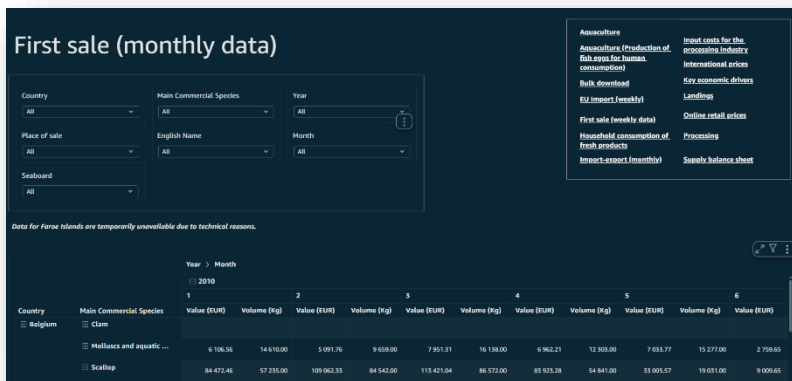 First sale (monthly data)
Aquaculture
Aquaculture (Production of
fish eggs for human
consumption)
Bulk download
EU Import (weekly)
First sale (weekly data)
Household consumption of
fresh products
Import-export (monthly)
Input costs for the
processing industry
International prices
Key economic drivers
Landings
Online retail prices
Processing
Supply balance sheet
Country Main Commercial Species Year
All All All
Place of sale English Name Month
All All All
Seaboard
All
Data for Faroe Islands are temporarily unavailable due to technical reasons.
Year > Month
2010
1 2 3 4 5 6
Country Main Commercial Species Value (EUR) Volume (Kg) Value (EUR) Volume (Kg) Value (EUR) Volume (Kg) Value (EUR) Volume (Kg) Value (EUR) Volume (Kg) Value (EUR)
Belgium Clam
Molluscs and aquatic ... 6 106.56 14 610.00 5 091.76 9 659.00 7 951.31 16 138.00 6 962.21 12 303.00 7 033.77 15 277.00 2 759.65
Scallop 84 472.46 57 235.00 109 062.33 84 542.00 113 421.04 86 572.00 83 923.28 54 841.00 33 005.57 19 031.00 9 009.65